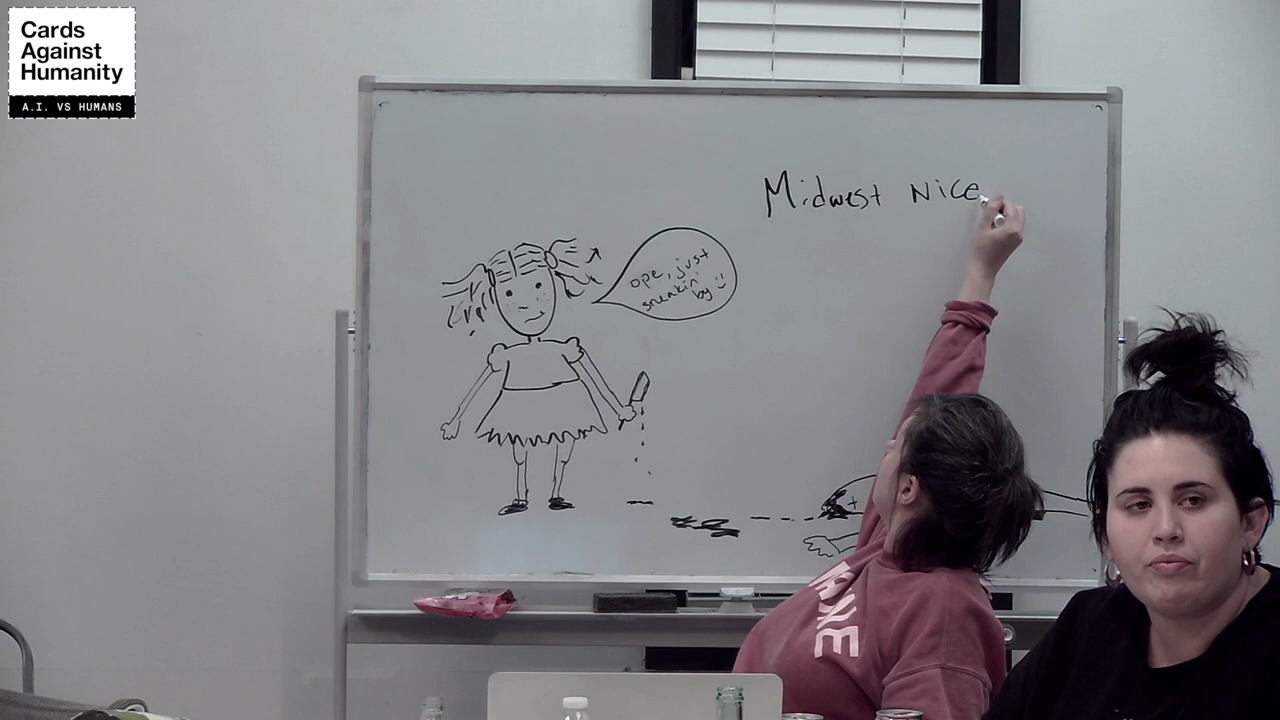 Cards
Against
Humanity
A.I. VS HUMANS
Midwest Nice
ope, just
sneakin'
by :)